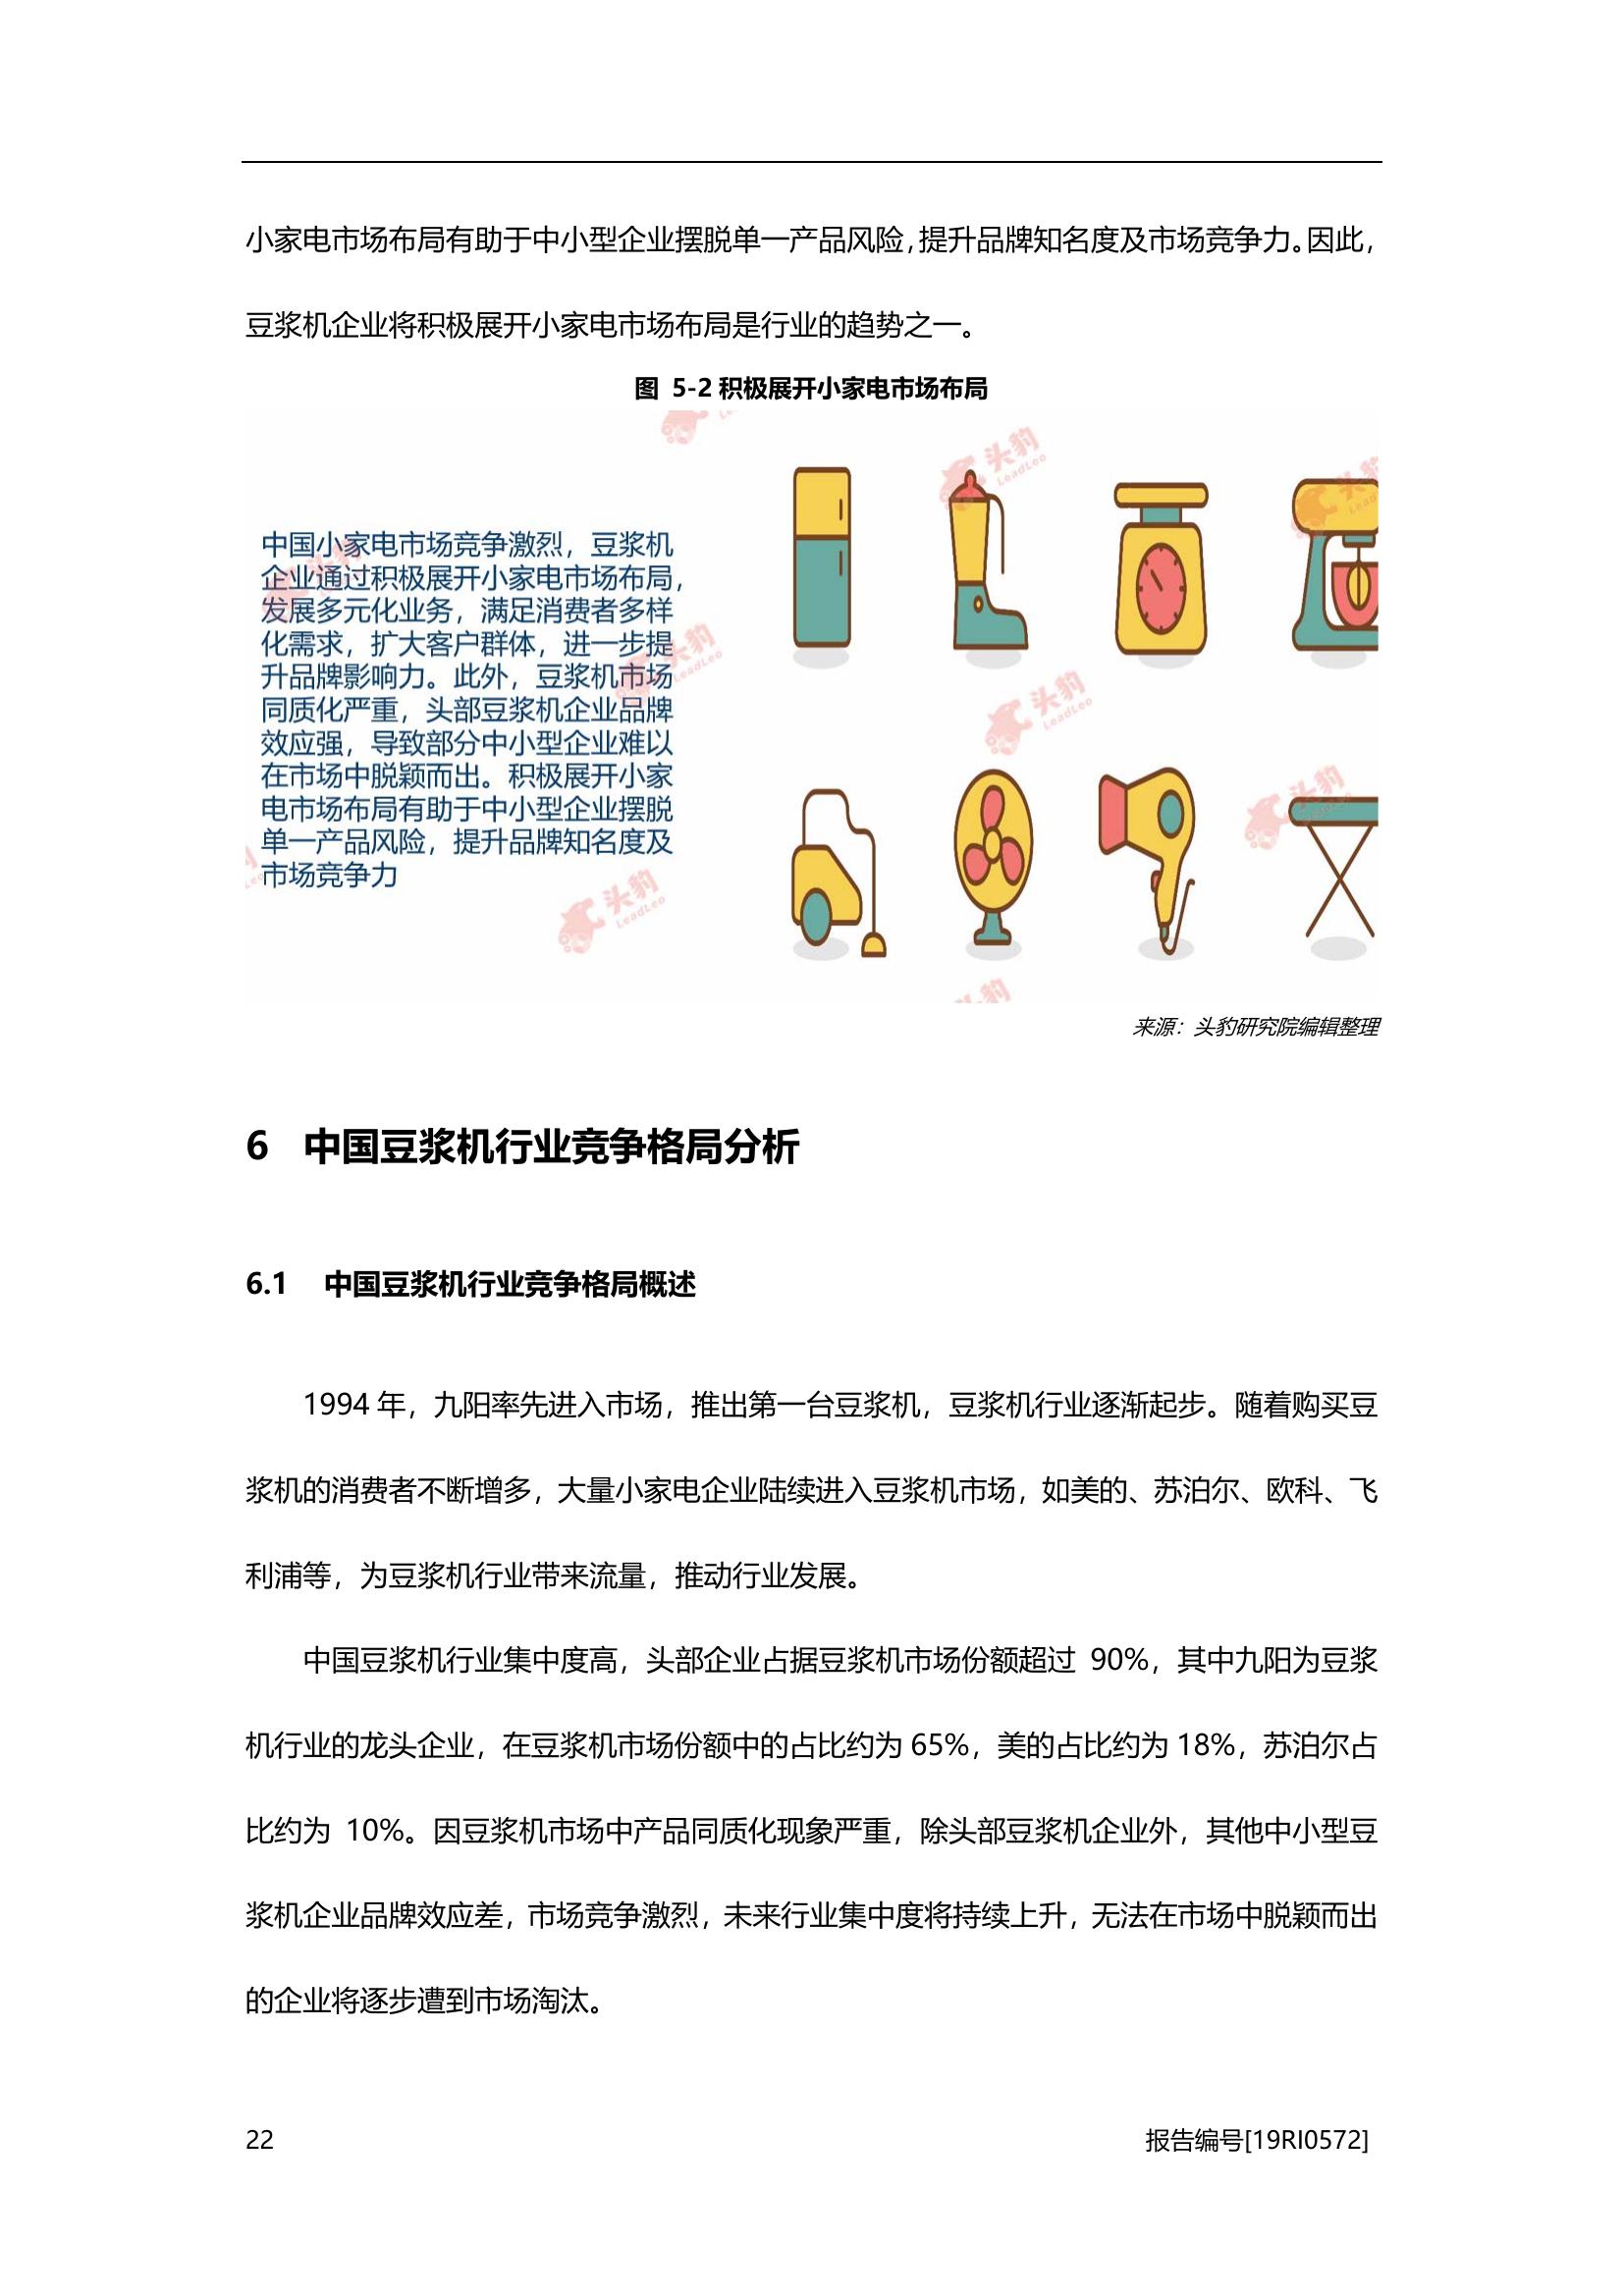 小家电市场布局有助于中小型企业摆脱单一产品风险，提升品牌知名度及市场竞争力。因此，
豆浆机企业将积极展开小家电市场布局是行业的趋势之一。
图 5-2 积极展开小家电市场布局
中国小家电市场竞争激烈，豆浆机
企业通过积极展开小家电市场布局，
发展多元化业务，满足消费者多样
化需求，扩大客户群体，进一步提
升品牌影响力。此外，豆浆机市场
同质化严重，头部豆浆机企业品牌
效应强，导致部分中小型企业难以
在市场中脱颖而出。积极展开小家
电市场布局有助于中小型企业摆脱
单一产品风险，提升品牌知名度及
市场竞争力
头豹
LeadLeo
头豹
LeadLeo
头豹
LeadLeo
头豹
LeadLeo
头豹
来源：头豹研究院编辑整理
6 中国豆浆机行业竞争格局分析
6.1 中国豆浆机行业竞争格局概述
1994 年，九阳率先进入市场，推出第一台豆浆机，豆浆机行业逐渐起步。随着购买豆
浆机的消费者不断增多，大量小家电企业陆续进入豆浆机市场，如美的、苏泊尔、欧科、飞
利浦等，为豆浆机行业带来流量，推动行业发展。
中国豆浆机行业集中度高，头部企业占据豆浆机市场份额超过 90%，其中九阳为豆浆
机行业的龙头企业，在豆浆机市场份额中的占比约为 65%，美的占比约为 18%，苏泊尔占
比约为 10%。因豆浆机市场中产品同质化现象严重，除头部豆浆机企业外，其他中小型豆
浆机企业品牌效应差，市场竞争激烈，未来行业集中度将持续上升，无法在市场中脱颖而出
的企业将逐步遭到市场淘汰。
22
报告编号[19RI0572]